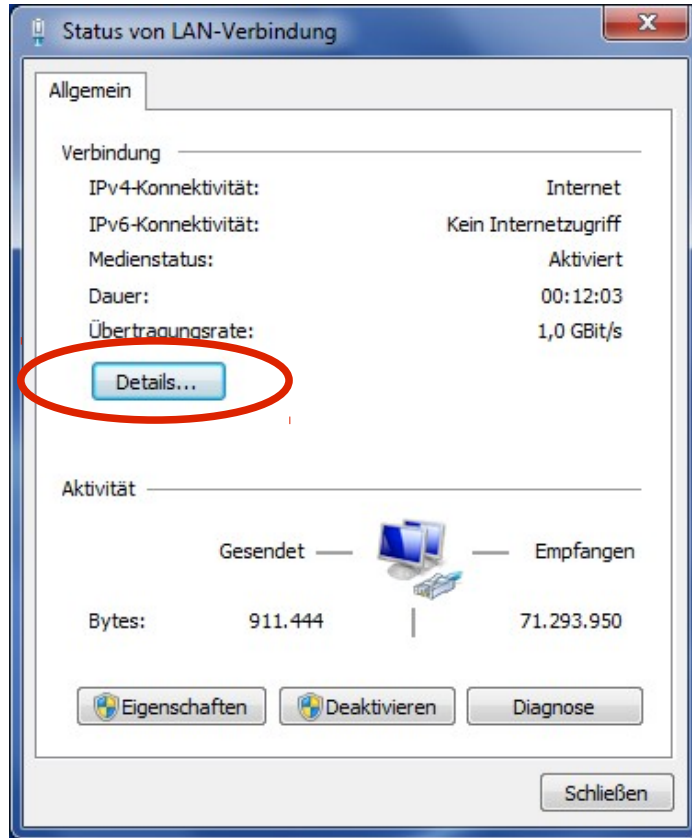 Status von LAN-Verbindung
Allgemein
Verbindung
IPv4-Konnektivität: Internet
IPv6-Konnektivität: Kein Internetzugriff
Medienstatus: Aktiviert
Dauer: 00:12:03
Übertragungsrate: 1,0 GBit/s
Details...
Aktivität
Gesendet Empfangen
Bytes: 911.444 71.293.950
Eigenschaften Deaktivieren Diagnose
Schließen